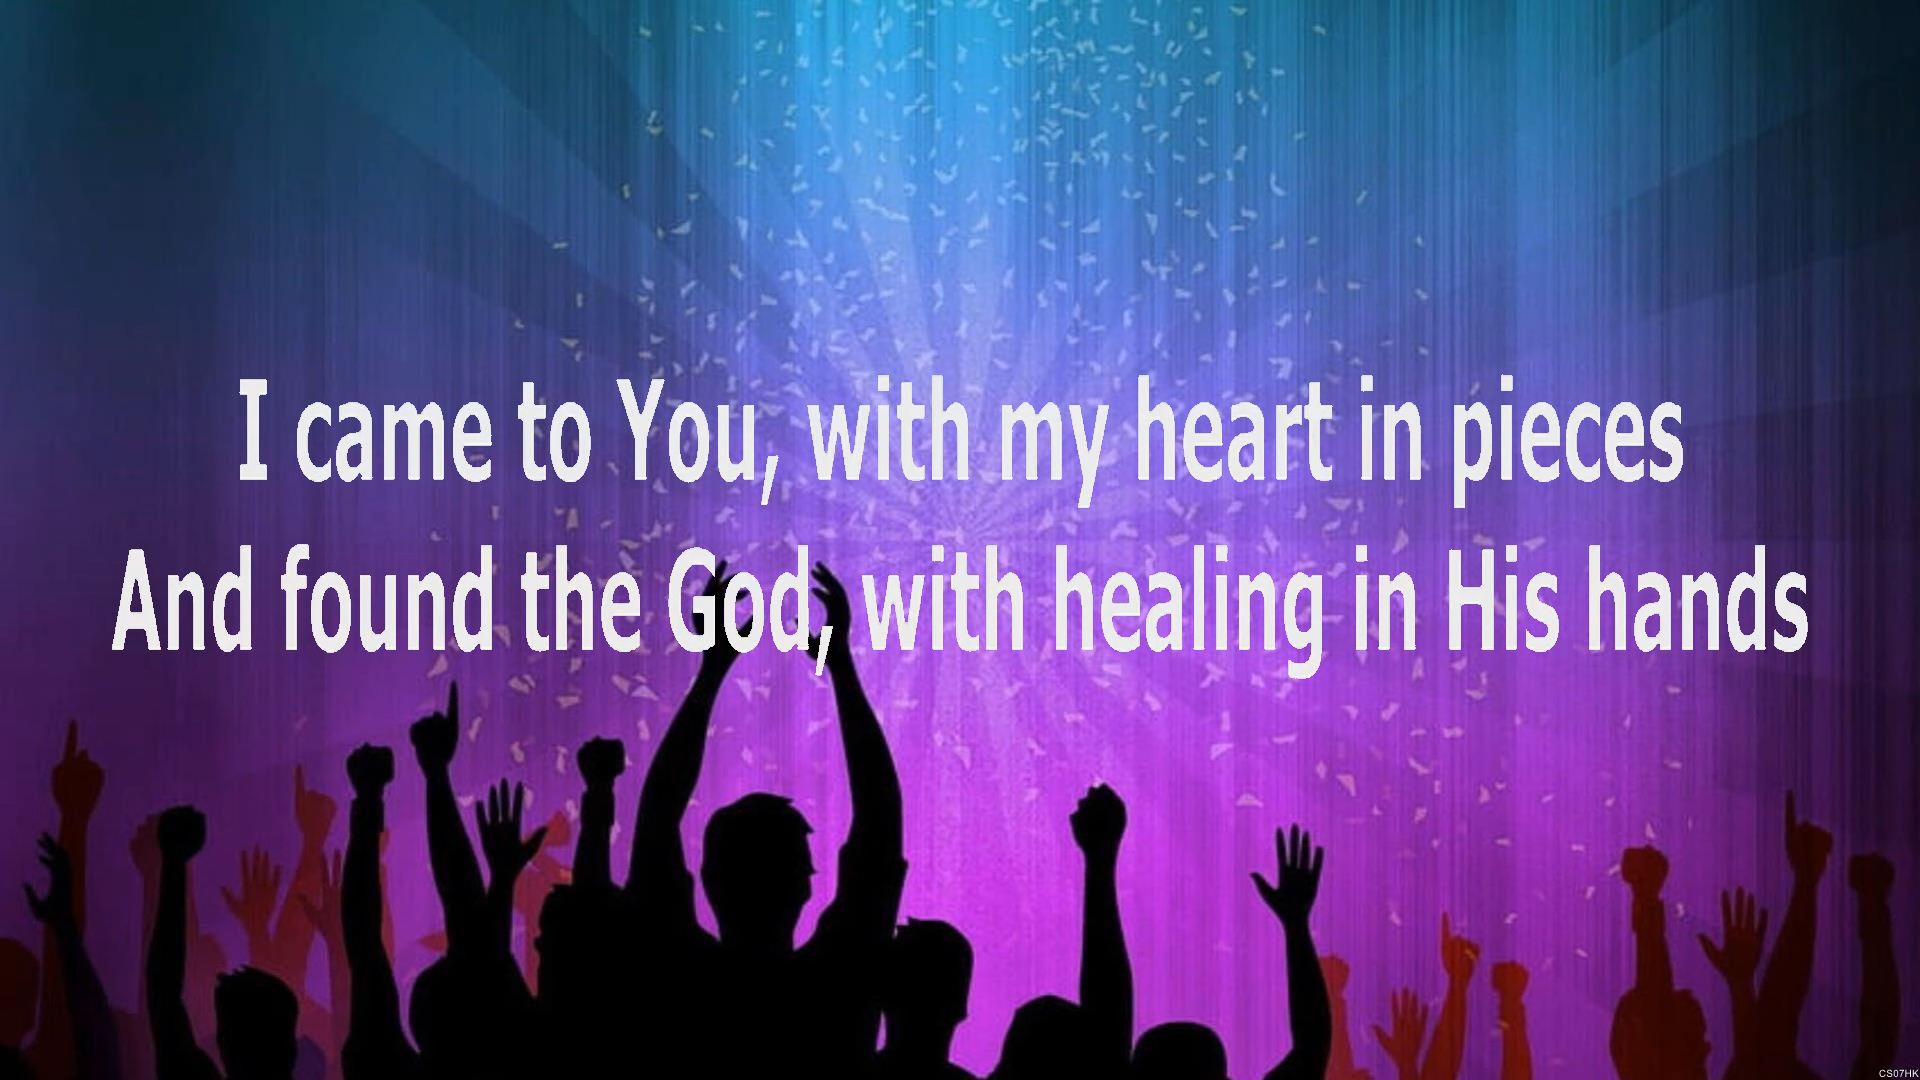 I came to You, with my heart in pieces
And found the God, with healing in His hands
CS07HK